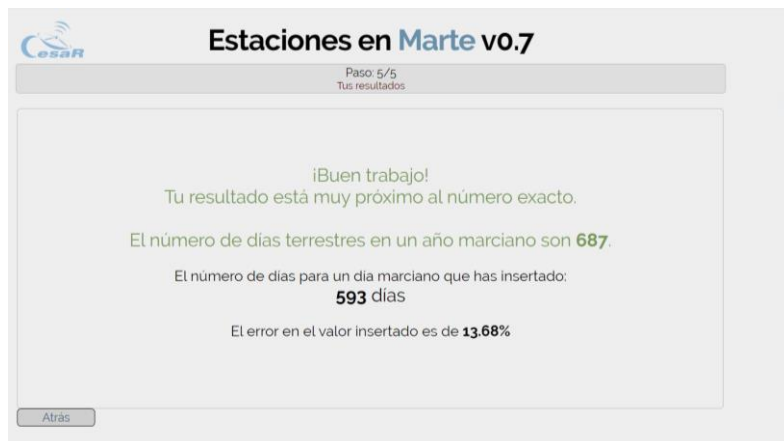 CesaR
Estaciones en Marte v0.7
Paso: 5/5
Tus resultados
¡Buen trabajo!
Tu resultado está muy próximo al número exacto.
El número de días terrestres en un año marciano son 687.
El número de días para un día marciano que has insertado:
593 días
El error en el valor insertado es de 13.68%
Atrás